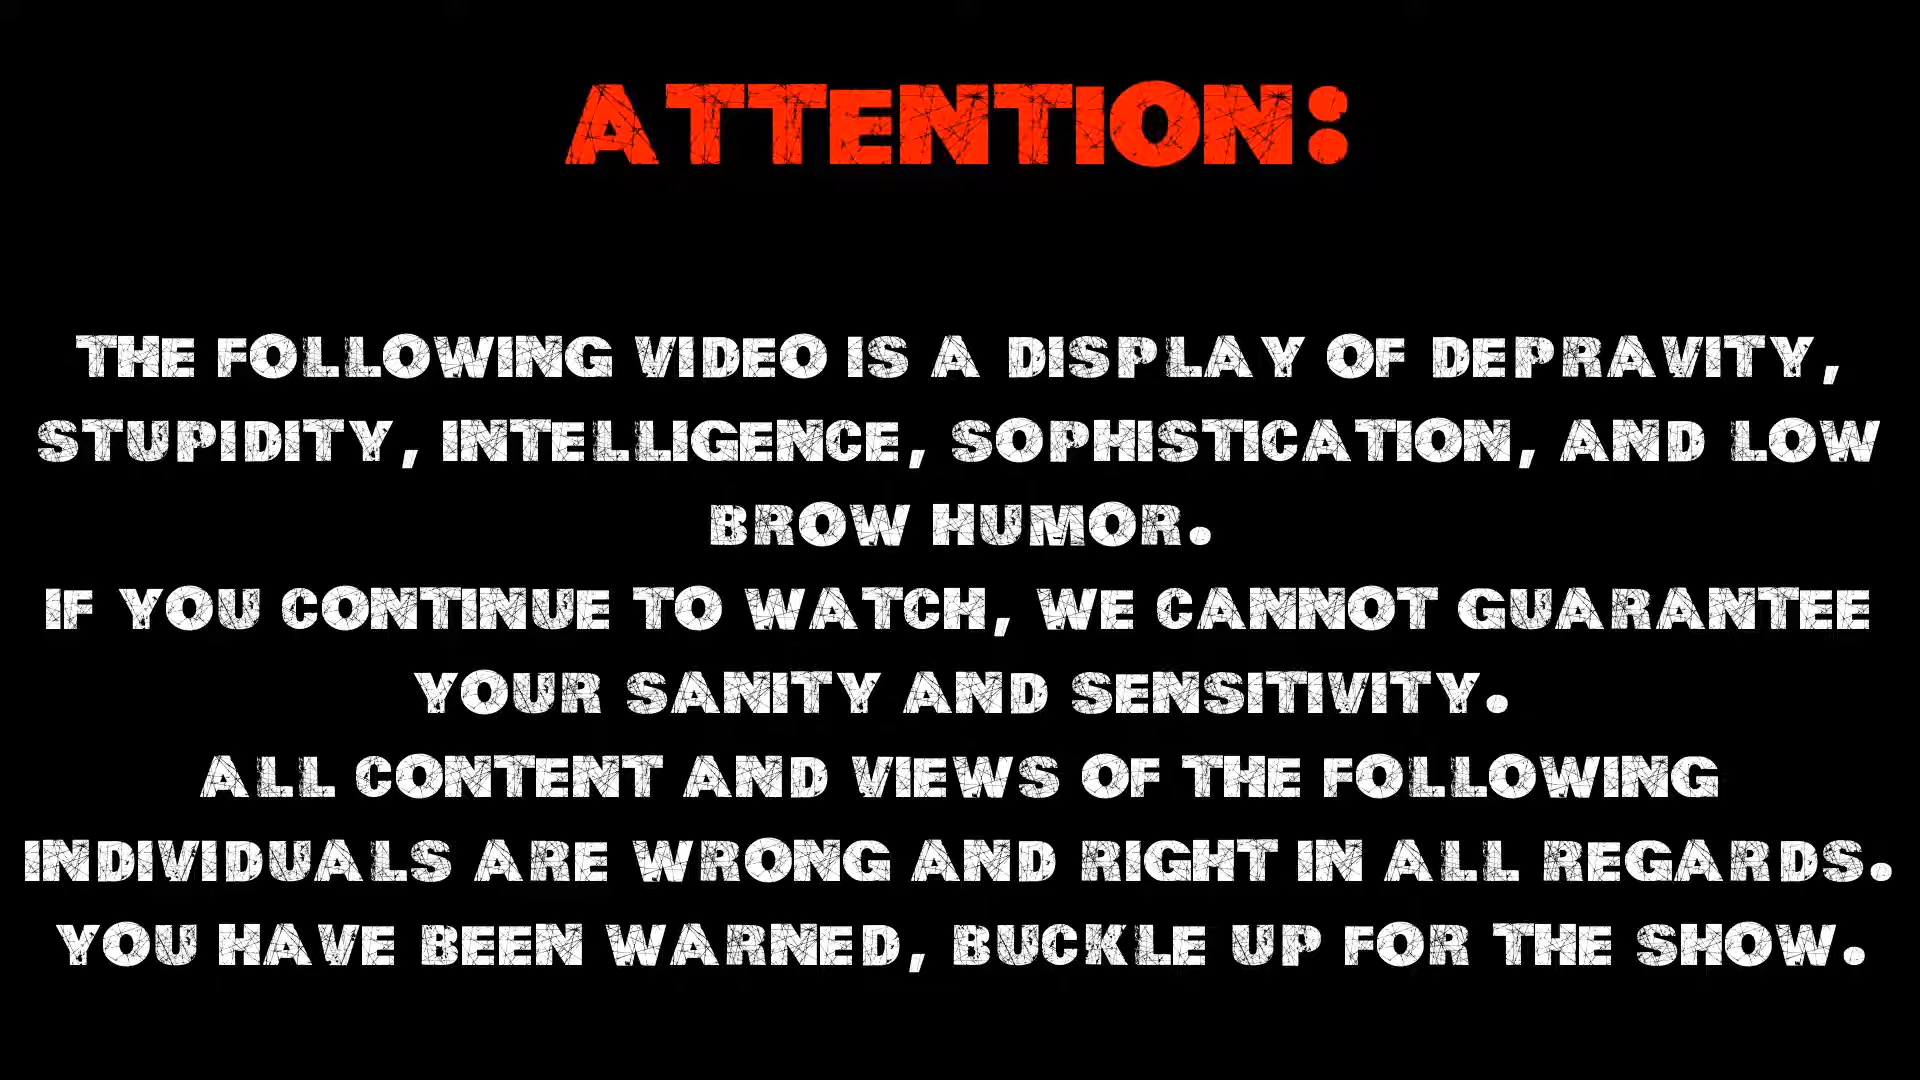 ATTENTION:
THE FOLLOWING VIDEO IS A DISPLAY OF DEPRAVITY,
STUPIDITY, INTELLIGENCE, SOPHISTICATION, AND LOW
BROW HUMOR.
IF YOU CONTINUE TO WATCH, WE CANNOT GUARANTEE
YOUR SANITY AND SENSITIVITY.
ALL CONTENT AND VIEWS OF THE FOLLOWING
INDIVIDUALS ARE WRONG AND RIGHT IN ALL REGARDS.
YOU HAVE BEEN WARNED, BUCKLE UP FOR THE SHOW.